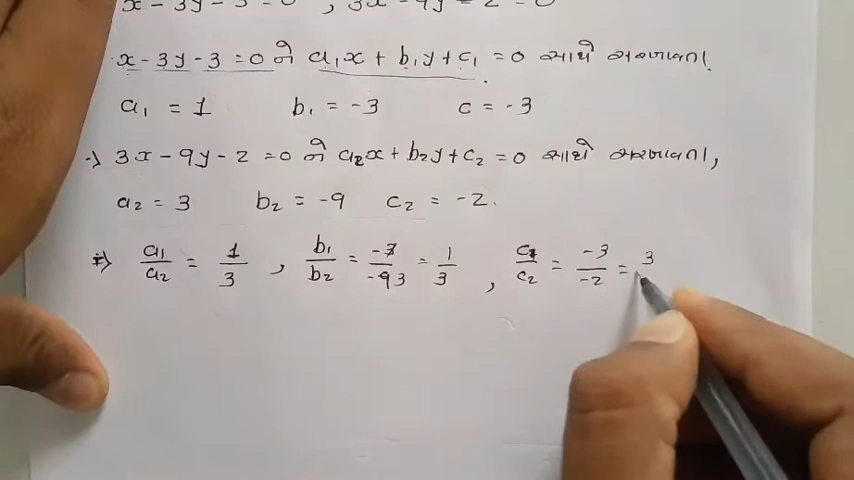 x - 3y - 3 = 0 , 3x - 9y - 2 = 0
x - 3y - 3 = 0 ને a₁x + b₁y + c₁ = 0 સાથે સરખાવતા.
a₁ = 1 b₁ = -3 c = -3
→ 3x - 9y - 2 = 0 ને a₂x + b₂y + c₂ = 0 સાથે સરખાવતા,
a₂ = 3 b₂ = -9 c₂ = -2.
⇒ a₁/a₂ = 1/3 , b₁/b₂ = -3/-9 3 = 1/3 , c₁/c₂ = -3/-2 = 3